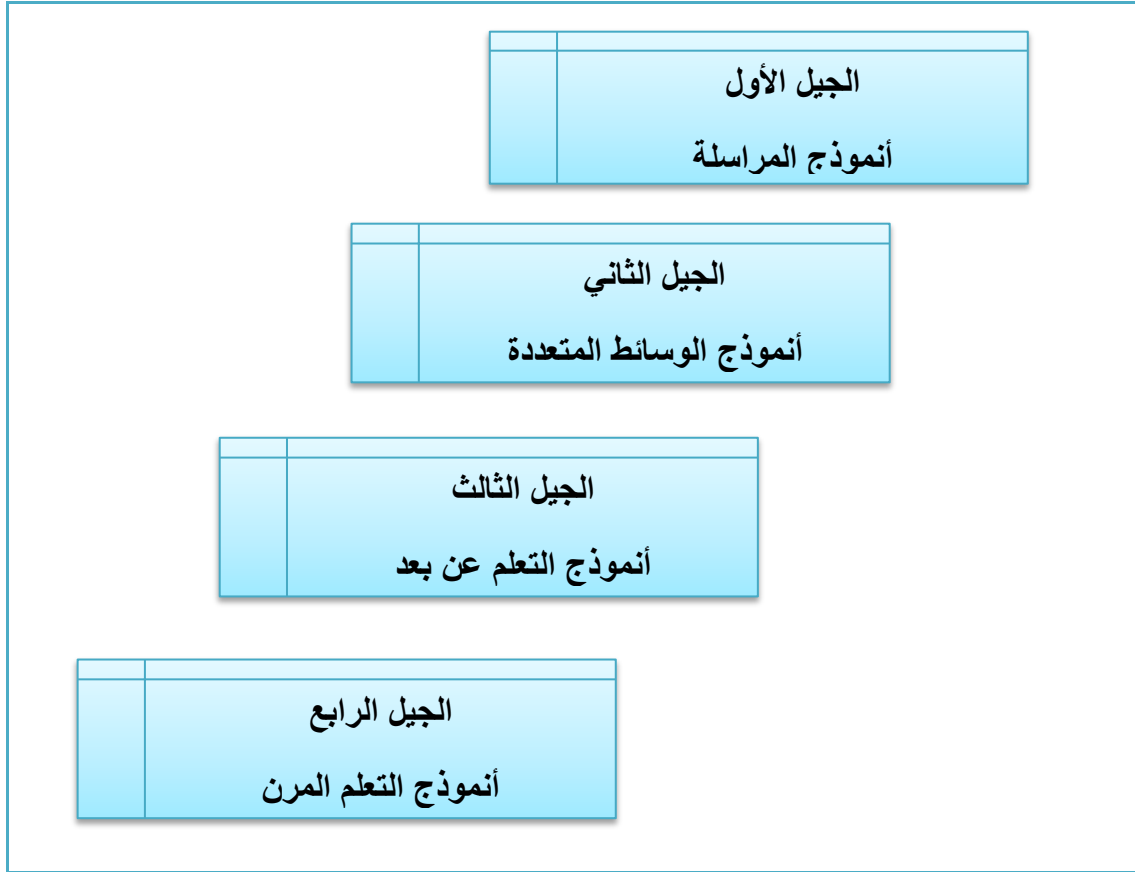 الجيل الأول
أنموذج المراسلة
الجيل الثاني
أنموذج الوسائط المتعددة
الجيل الثالث
أنموذج التعلم عن بعد
الجيل الرابع
أنموذج التعلم المرن